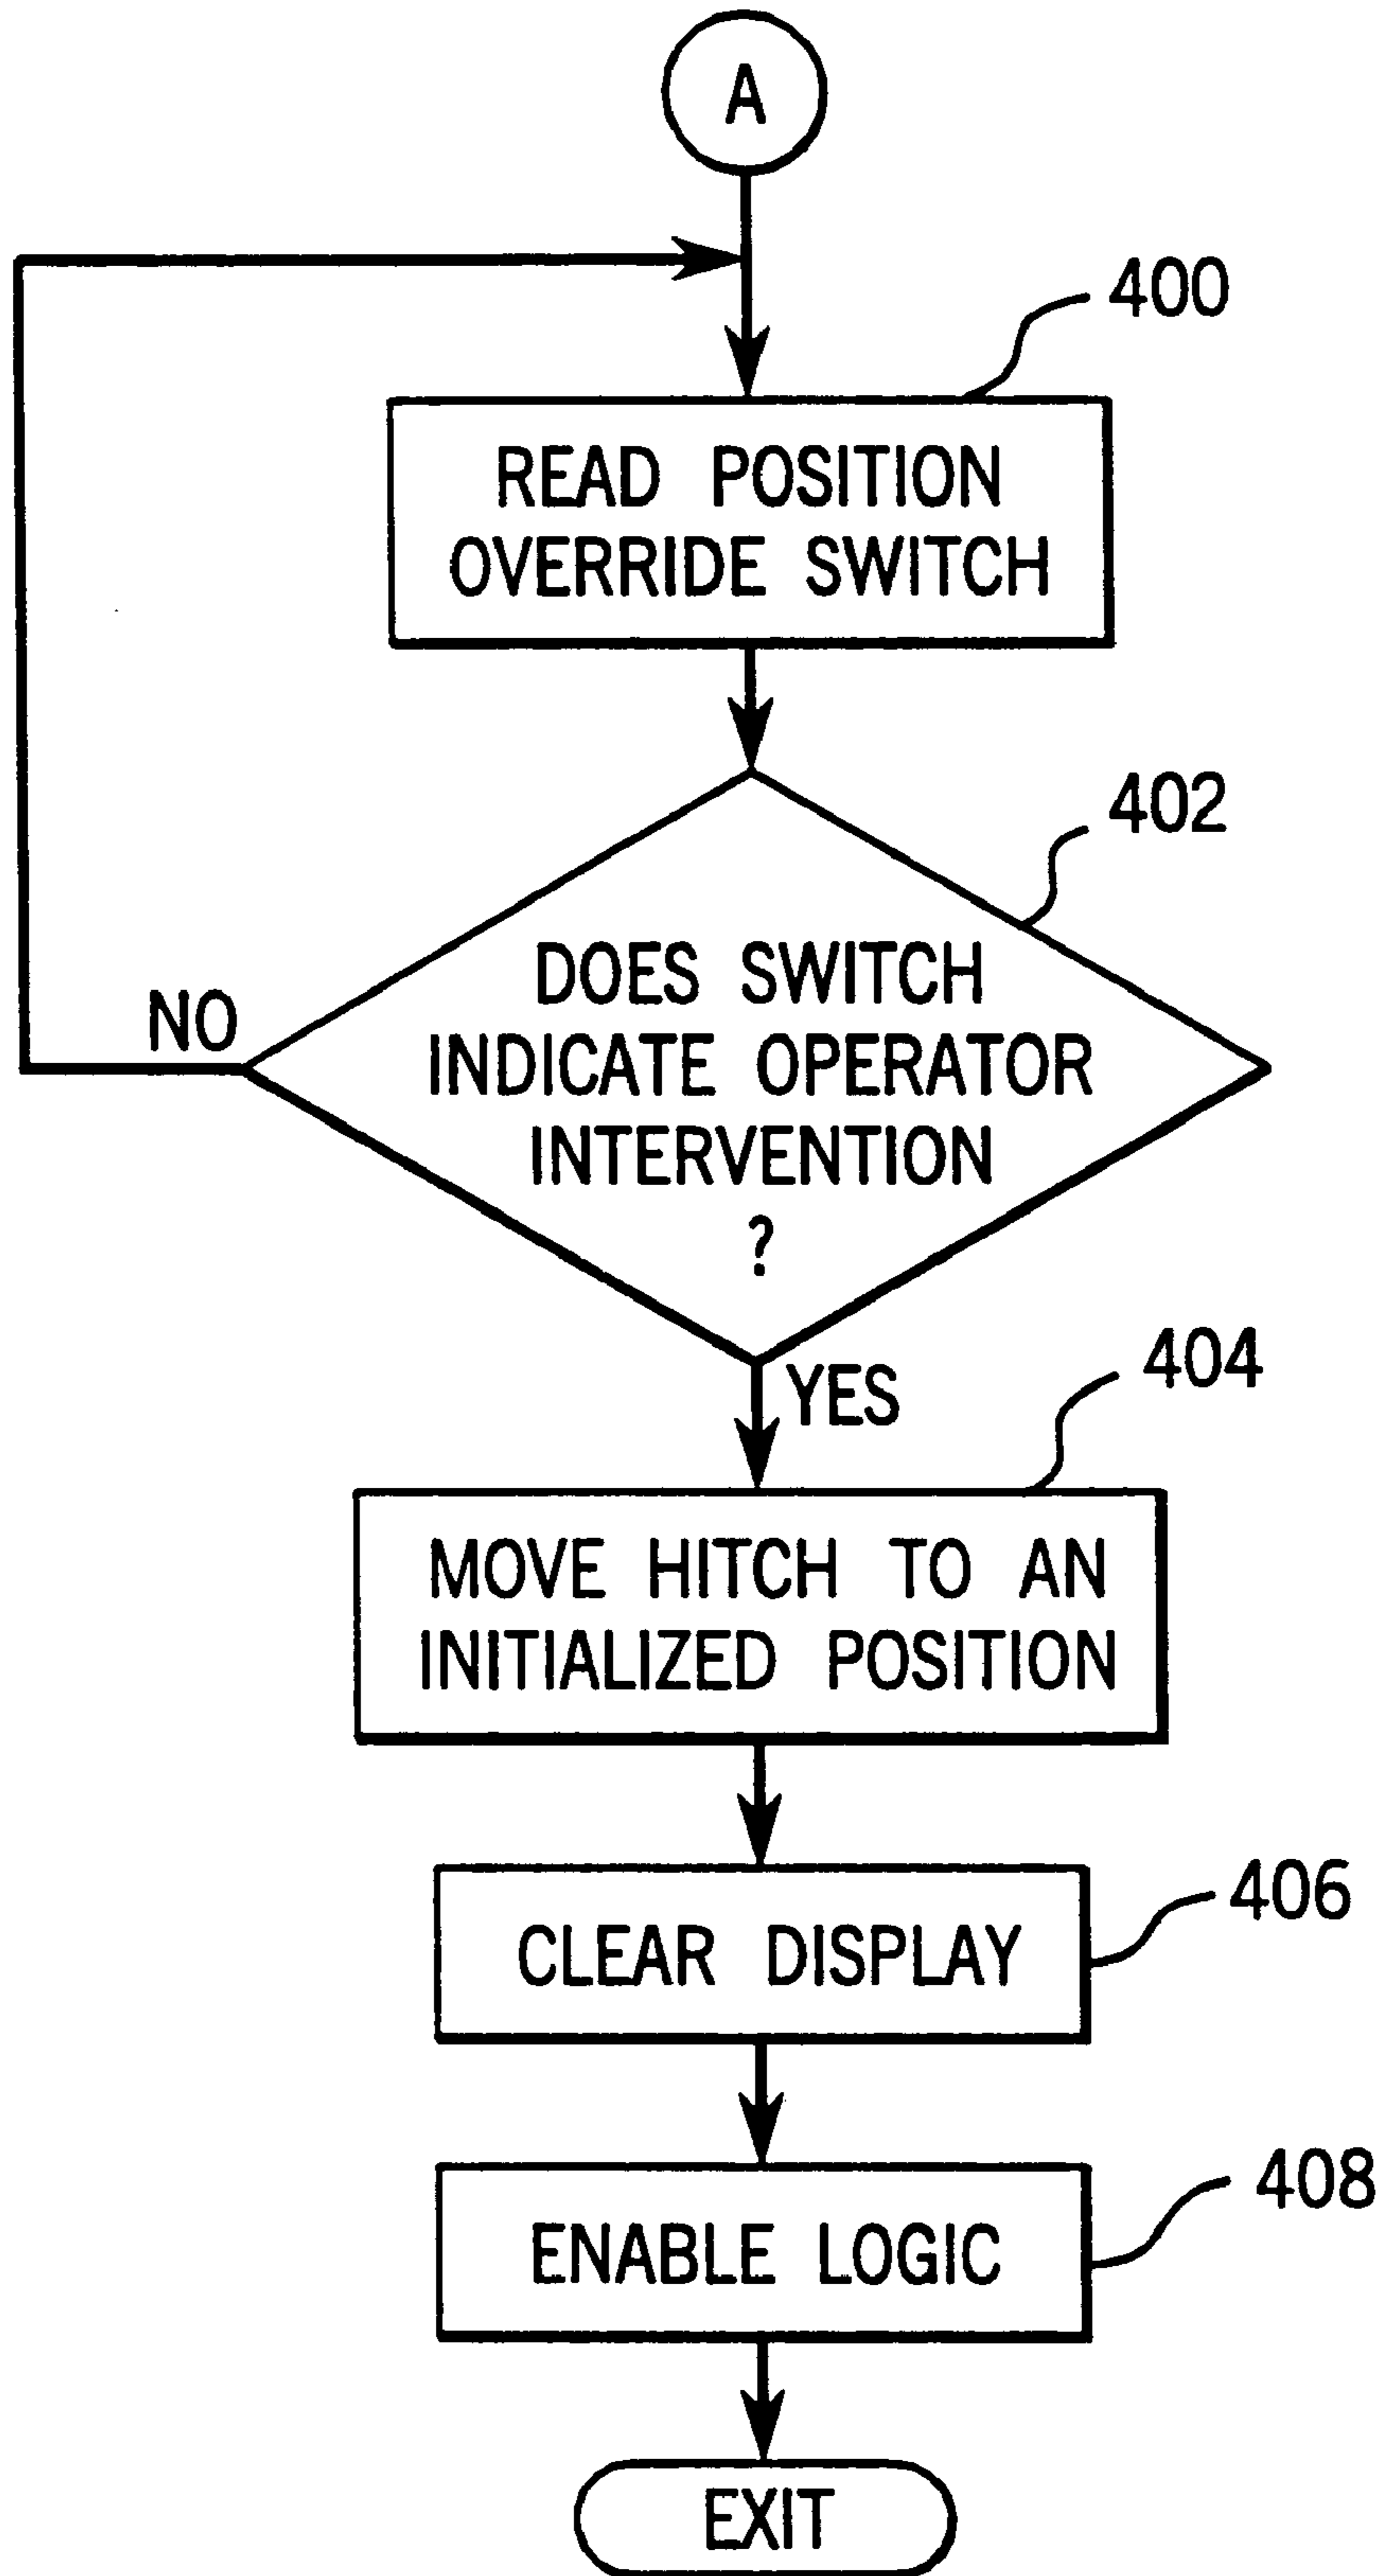 A
400
READ POSITION
OVERRIDE SWITCH
402
DOES SWITCH
INDICATE OPERATOR
INTERVENTION
?
NO
YES
404
MOVE HITCH TO AN
INITIALIZED POSITION
406
CLEAR DISPLAY
408
ENABLE LOGIC
EXIT